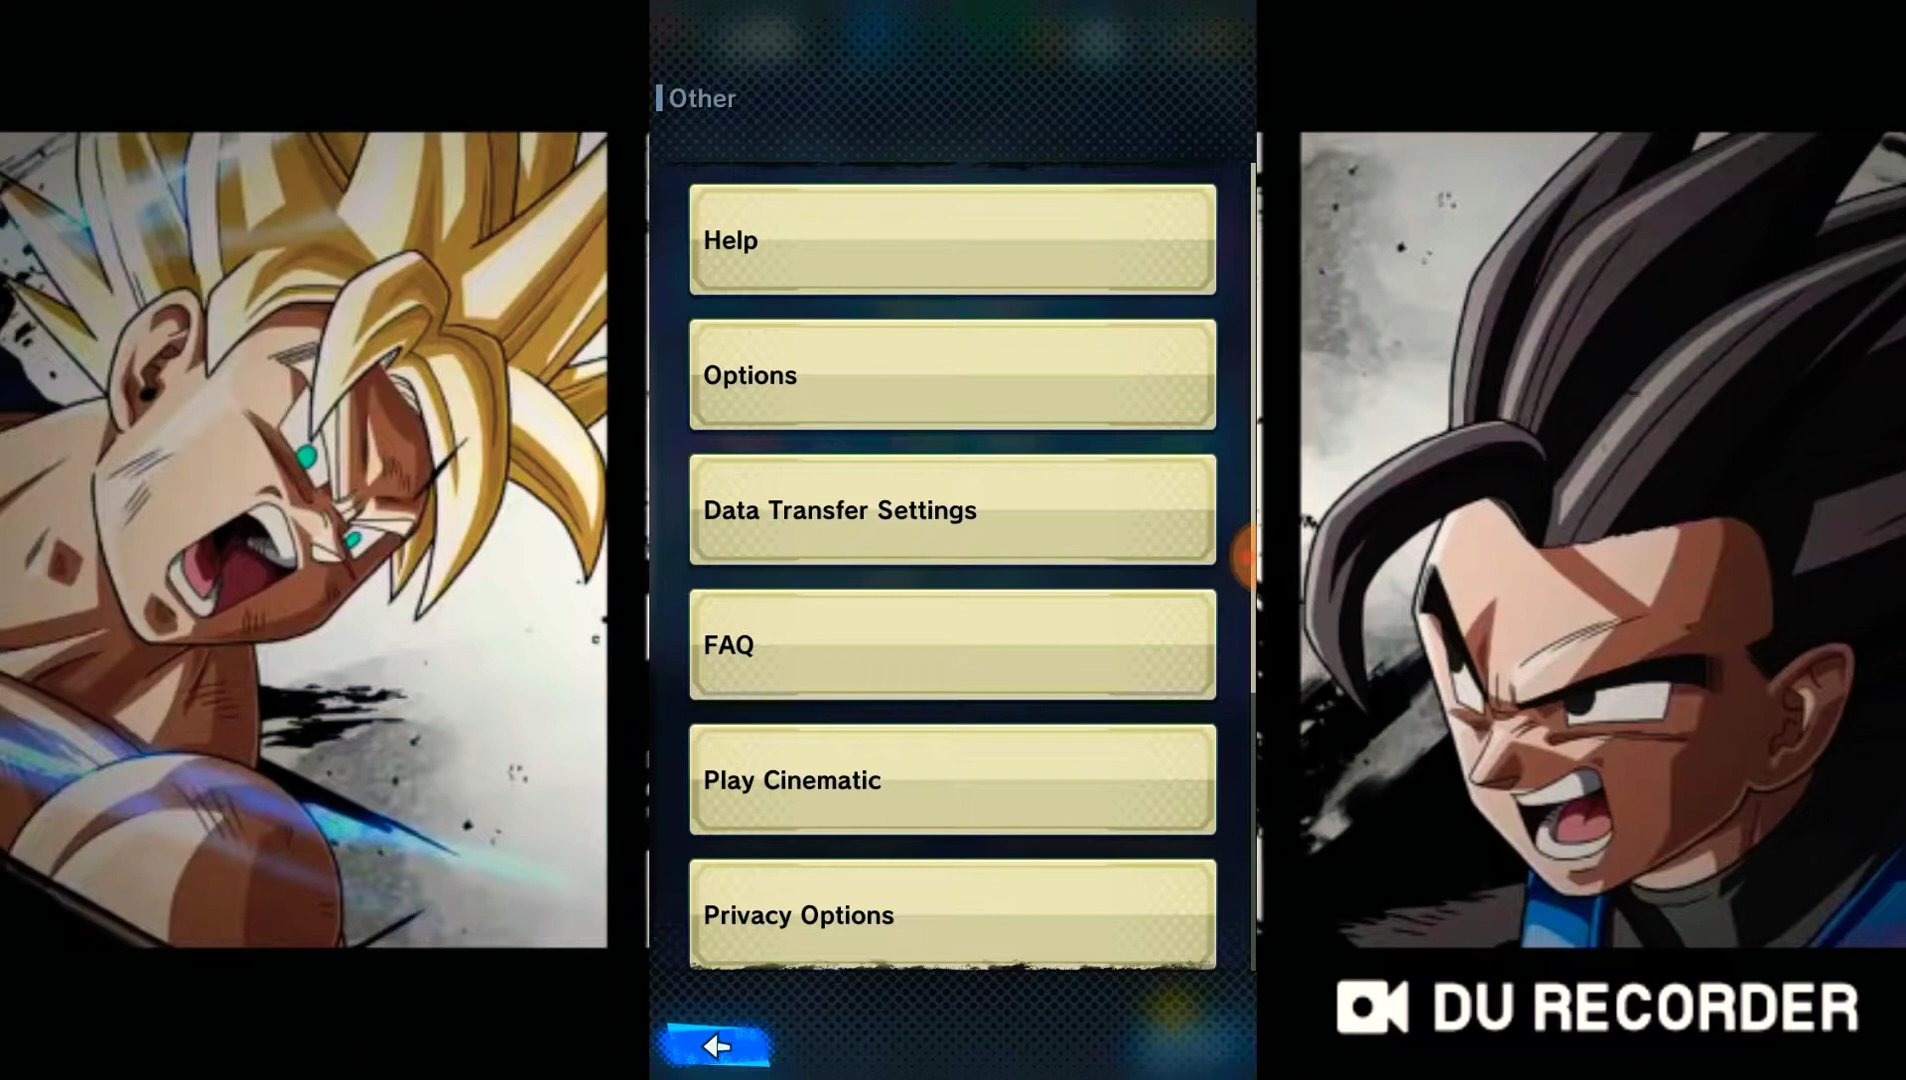 Other
Help
Options
Data Transfer Settings
FAQ
Play Cinematic
Privacy Options
DU RECORDER